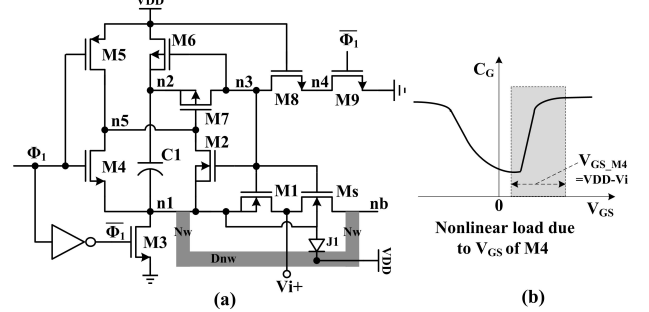 VDD
M5
M6
Φ1
n2
n3
n4
M8
M9
M7
n5
M2
Φ1
M4
C1
n1
M1
Ms
nb
Φ1
M3
Nw
Nw
J1
Dnw
VDD
Vi+
(a)
CG
VGS_M4
=VDD-Vi
0
VGS
Nonlinear load due
to VGS of M4
(b)